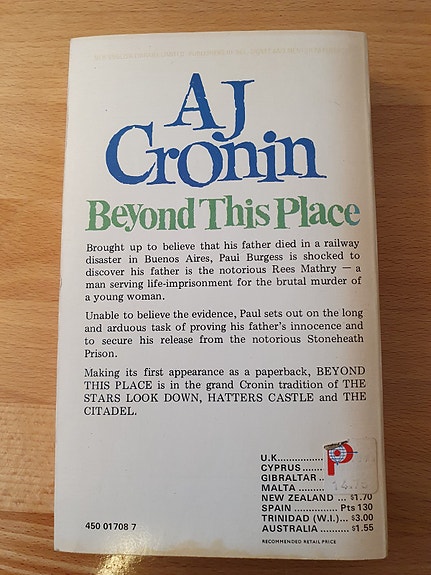 AJ
Cronin
Beyond This Place
Brought up to believe that his father died in a railway
disaster in Buenos Aires, Paul Burgess is shocked to
discover his father is the notorious Rees Mathry — a
man serving life-imprisonment for the brutal murder of
a young woman.
Unable to believe the evidence, Paul sets out on the long
and arduous task of proving his father's innocence and
to secure his release from the notorious Stoneheath
Prison.
Making its first appearance as a paperback, BEYOND
THIS PLACE is in the grand Cronin tradition of THE
STARS LOOK DOWN, HATTERS CASTLE and THE
CITADEL.
U.K................
CYPRUS.......
GIBRALTAR ..
MALTA .........
NEW ZEALAND ... $1.70
SPAIN ............... Pts 130
TRINIDAD (W.I.)... $3.00
AUSTRALIA .......... $1.55
RECOMMENDED RETAIL PRICE
450 01708 7